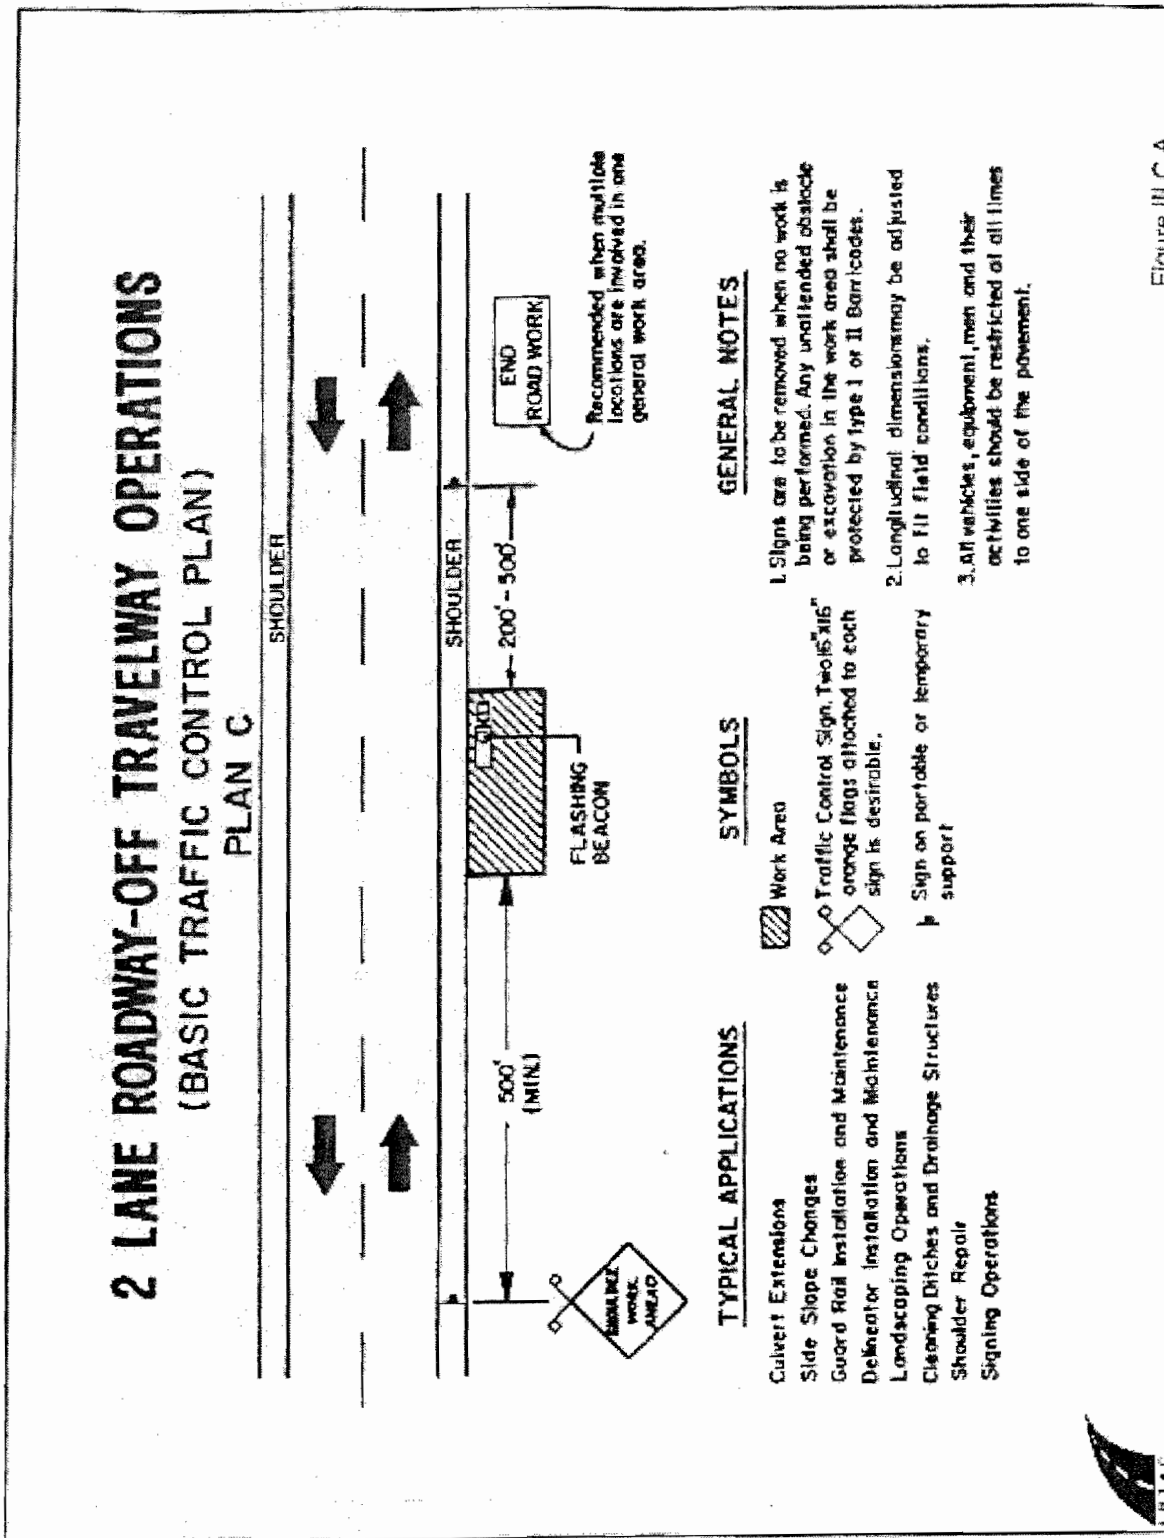 2 LANE ROADWAY-OFF TRAVELWAY OPERATIONS
(BASIC TRAFFIC CONTROL PLAN)
PLAN C
SHOULDER
SHOULDER
500'
(MIN.)
200' - 500'
SHOULDER
WORK
AHEAD
FLASHING
BEACON
END
ROAD WORK
Recommended when multiple
locations are involved in one
general work area.
TYPICAL APPLICATIONS
Culvert Extensions
Side Slope Changes
Guard Rail Installation and Maintenance
Delineator Installation and Maintenance
Landscaping Operations
Cleaning Ditches and Drainage Structures
Shoulder Repair
Signing Operations
SYMBOLS
Work Area
Traffic Control Sign, Two 16"x16"
orange flags attached to each
sign is desirable.
Sign on portable or temporary
support
GENERAL NOTES
1. Signs are to be removed when no work is
being performed. Any unattended obstacle
or excavation in the work area shall be
protected by type I or II Barricades.
2. Longitudinal dimensions may be adjusted
to fit field conditions.
3. All vehicles, equipment, men and their
activities should be restricted at all times
to one side of the pavement.
Figure III C.A